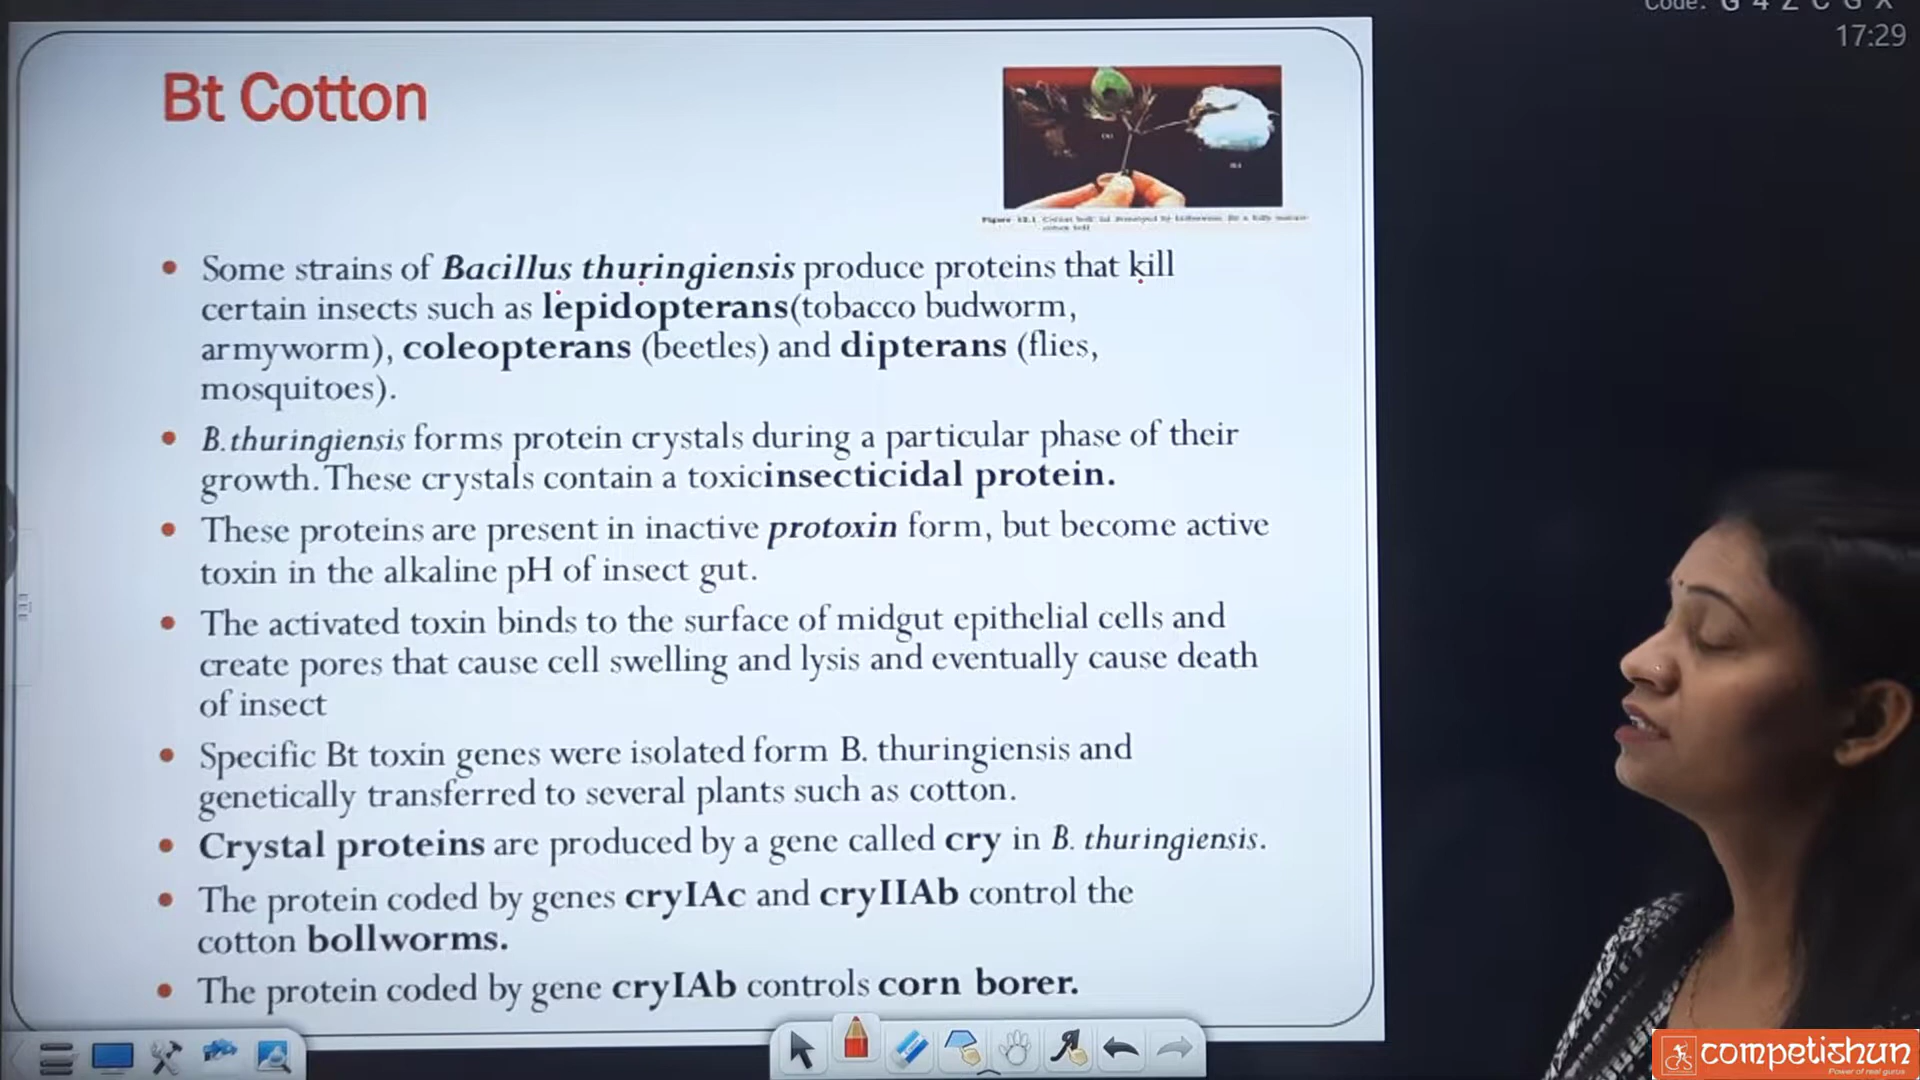 Code: G 4 Z C G X
17:29
Bt Cotton
• Some strains of Bacillus thuringiensis produce proteins that kill
certain insects such as lepidopterans(tobacco budworm,
armyworm), coleopterans (beetles) and dipterans (flies,
mosquitoes).
• B.thuringiensis forms protein crystals during a particular phase of their
growth. These crystals contain a toxicinsecticidal protein.
• These proteins are present in inactive protoxin form, but become active
toxin in the alkaline pH of insect gut.
• The activated toxin binds to the surface of midgut epithelial cells and
create pores that cause cell swelling and lysis and eventually cause death
of insect
• Specific Bt toxin genes were isolated form B. thuringiensis and
genetically transferred to several plants such as cotton.
• Crystal proteins are produced by a gene called cry in B. thuringiensis.
• The protein coded by genes cryIAc and cryIIAb control the
cotton bollworms.
• The protein coded by gene cryIAb controls corn borer.
competishun
Power of real gurus